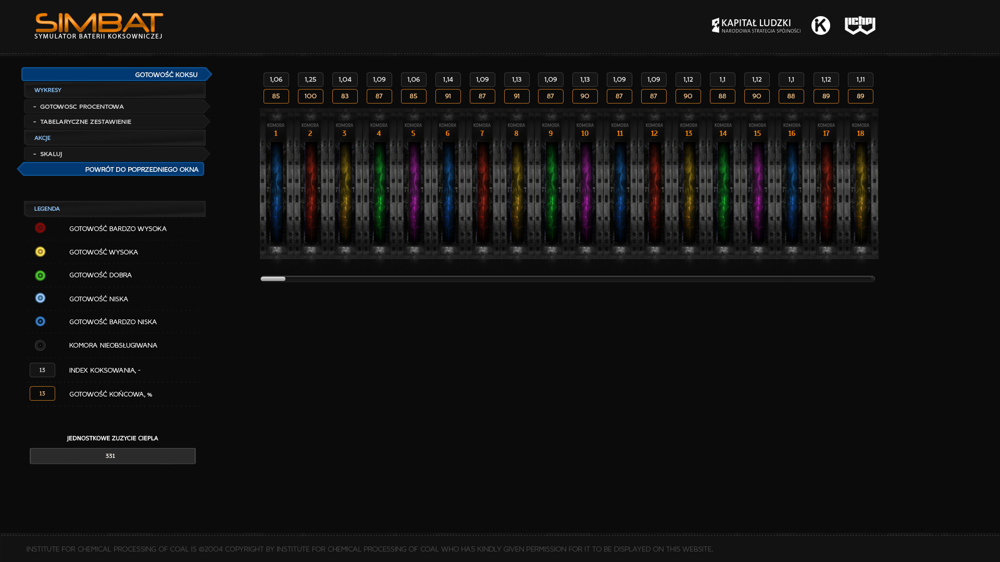 SIMBAT
SYMULATOR BATERII KOKSOWNICZEJ
KAPITAŁ LUDZKI
NARODOWA STRATEGIA SPÓJNOŚCI
iK
ichpw
GOTOWOŚĆ KOKSU
WYKRESY
- GOTOWOSC PROCENTOWA
- TABELARYCZNE ZESTAWIENIE
AKCJE
- SKALUJ
POWRÓT DO POPRZEDNIEGO OKNA
LEGENDA
GOTOWOŚĆ BARDZO WYSOKA
GOTOWOŚĆ WYSOKA
GOTOWOŚĆ DOBRA
GOTOWOŚĆ NISKA
GOTOWOŚĆ BARDZO NISKA
KOMORA NIEOBSŁUGIWANA
13 INDEX KOKSOWANIA, -
13 GOTOWOŚĆ KOŃCOWA, %
JEDNOSTKOWE ZUZYCIE CIEPLA
331
1,06 1,25 1,04 1,09 1,06 1,14 1,09 1,13 1,09 1,13 1,09 1,09 1,12 1,1 1,12 1,1 1,12 1,11
85 100 83 87 85 91 87 91 87 90 87 87 90 88 90 88 89 89
KOMORA KOMORA KOMORA KOMORA KOMORA KOMORA KOMORA KOMORA KOMORA KOMORA KOMORA KOMORA KOMORA KOMORA KOMORA KOMORA KOMORA KOMORA
1 2 3 4 5 6 7 8 9 10 11 12 13 14 15 16 17 18
INSTITUTE FOR CHEMICAL PROCESSING OF COAL IS ©2004 COPYRIGHT BY INSTITUTE FOR CHEMICAL PROCESSING OF COAL WHO HAS KINDLY GIVEN PERMISSION FOR IT TO BE DISPLAYED ON THIS WEBSITE.